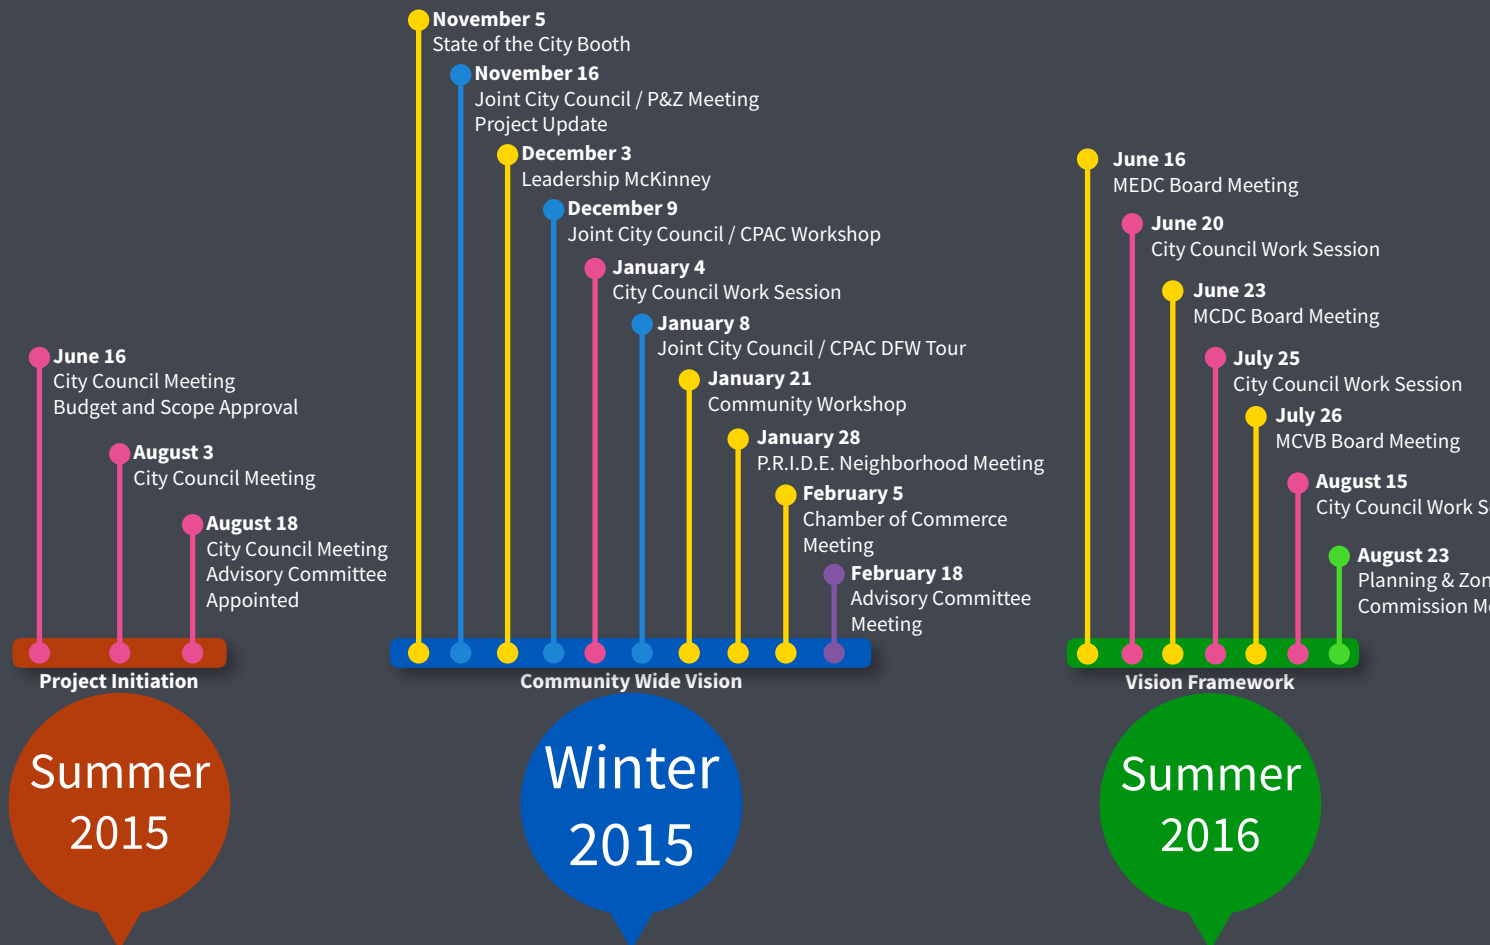 June 16
City Council Meeting
Budget and Scope Approval
August 3
City Council Meeting
August 18
City Council Meeting
Advisory Committee
Appointed
Project Initiation
Summer
2015
November 5
State of the City Booth
November 16
Joint City Council / P&Z Meeting
Project Update
December 3
Leadership McKinney
December 9
Joint City Council / CPAC Workshop
January 4
City Council Work Session
January 8
Joint City Council / CPAC DFW Tour
January 21
Community Workshop
January 28
P.R.I.D.E. Neighborhood Meeting
February 5
Chamber of Commerce
Meeting
February 18
Advisory Committee
Meeting
Community Wide Vision
Winter
2015
June 16
MEDC Board Meeting
June 20
City Council Work Session
June 23
MCDC Board Meeting
July 25
City Council Work Session
July 26
MCVB Board Meeting
August 15
City Council Work
August 23
Planning &
Commission
Vision Framework
Summer
2016